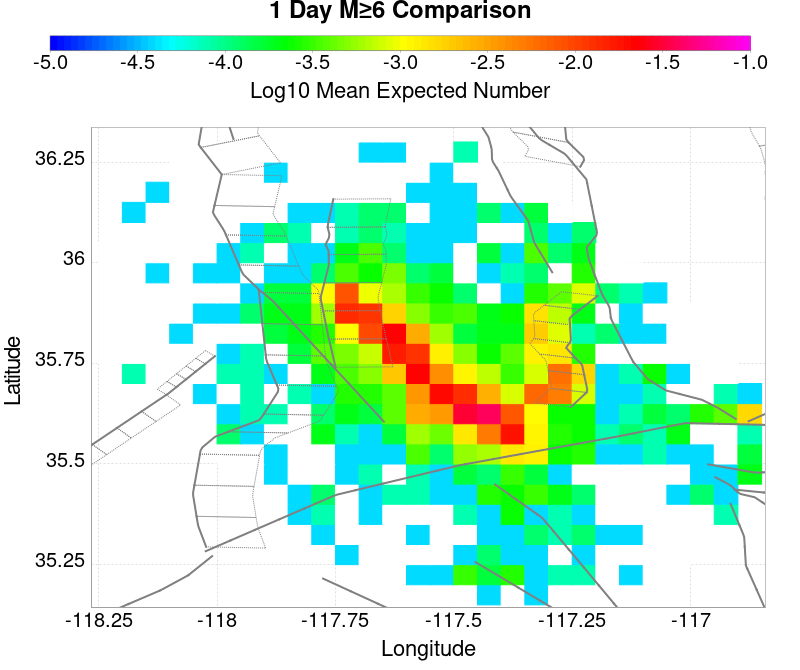 1 Day M≥6 Comparison
-5.0 -4.5 -4.0 -3.5 -3.0 -2.5 -2.0 -1.5 -1.0
Log10 Mean Expected Number
36.25
36
35.75
35.5
35.25
Latitude
-118.25 -118 -117.75 -117.5 -117.25 -117
Longitude